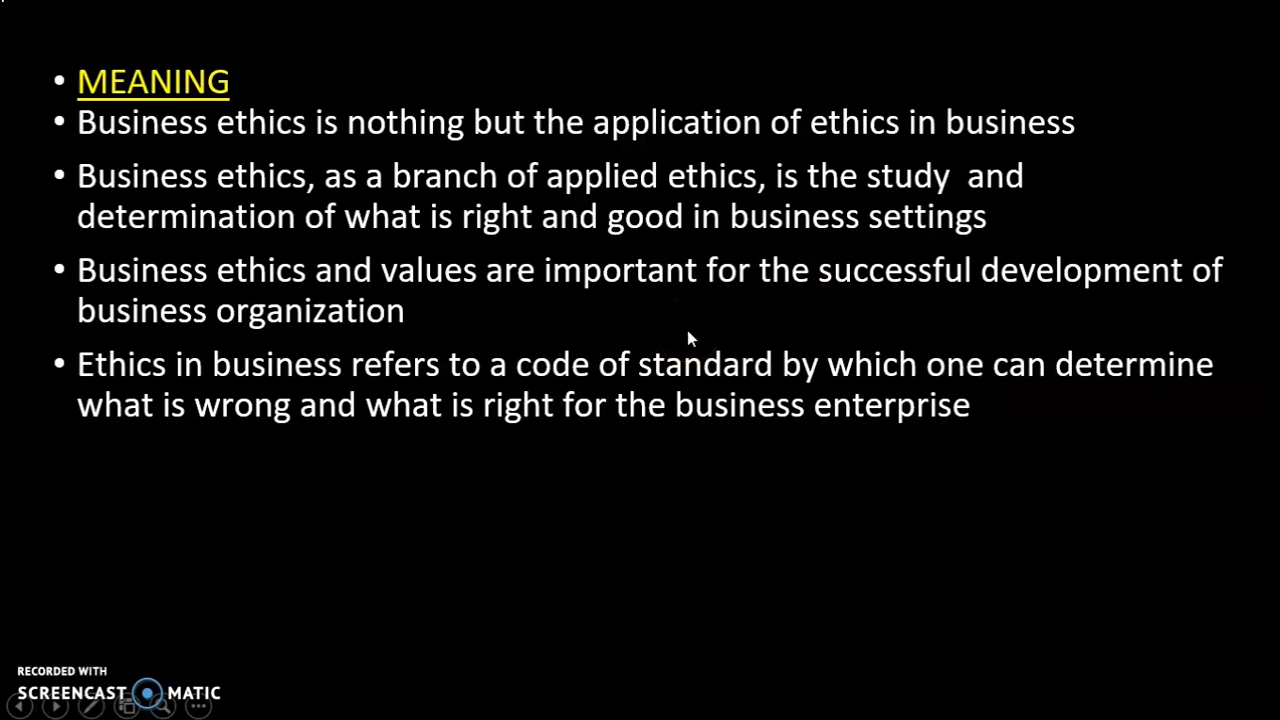 • MEANING
• Business ethics is nothing but the application of ethics in business
• Business ethics, as a branch of applied ethics, is the study  and
determination of what is right and good in business settings
• Business ethics and values are important for the successful development of
business organization
• Ethics in business refers to a code of standard by which one can determine
what is wrong and what is right for the business enterprise
RECORDED WITH
SCREENCAST MATIC